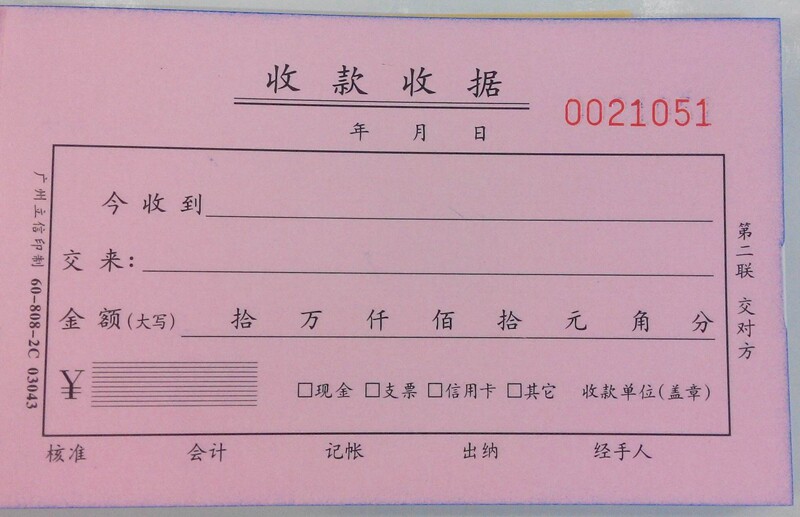 收款收据
0021051
年 月 日
今收到
交来:
金额(大写) 拾 万 仟 佰 拾 元 角 分
¥ □现金 □支票 □信用卡 □其它 收款单位(盖章)
核准 会计 记帐 出纳 经手人
广州立信印制 60-808-2C 03043
第二联 交对方